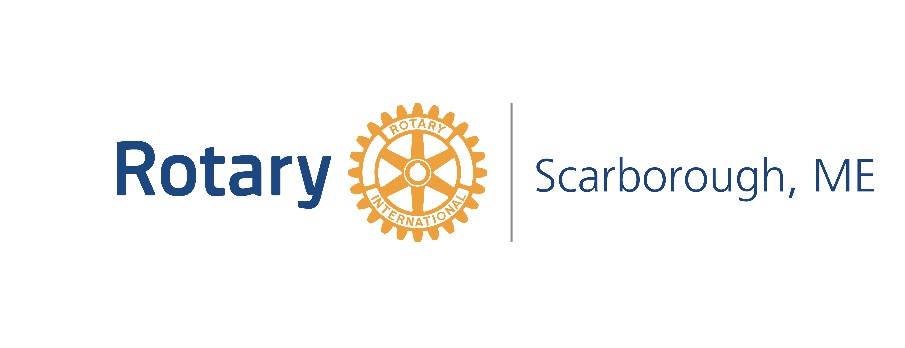 Rotary
ROTARY
INTERNATIONAL
Scarborough, ME